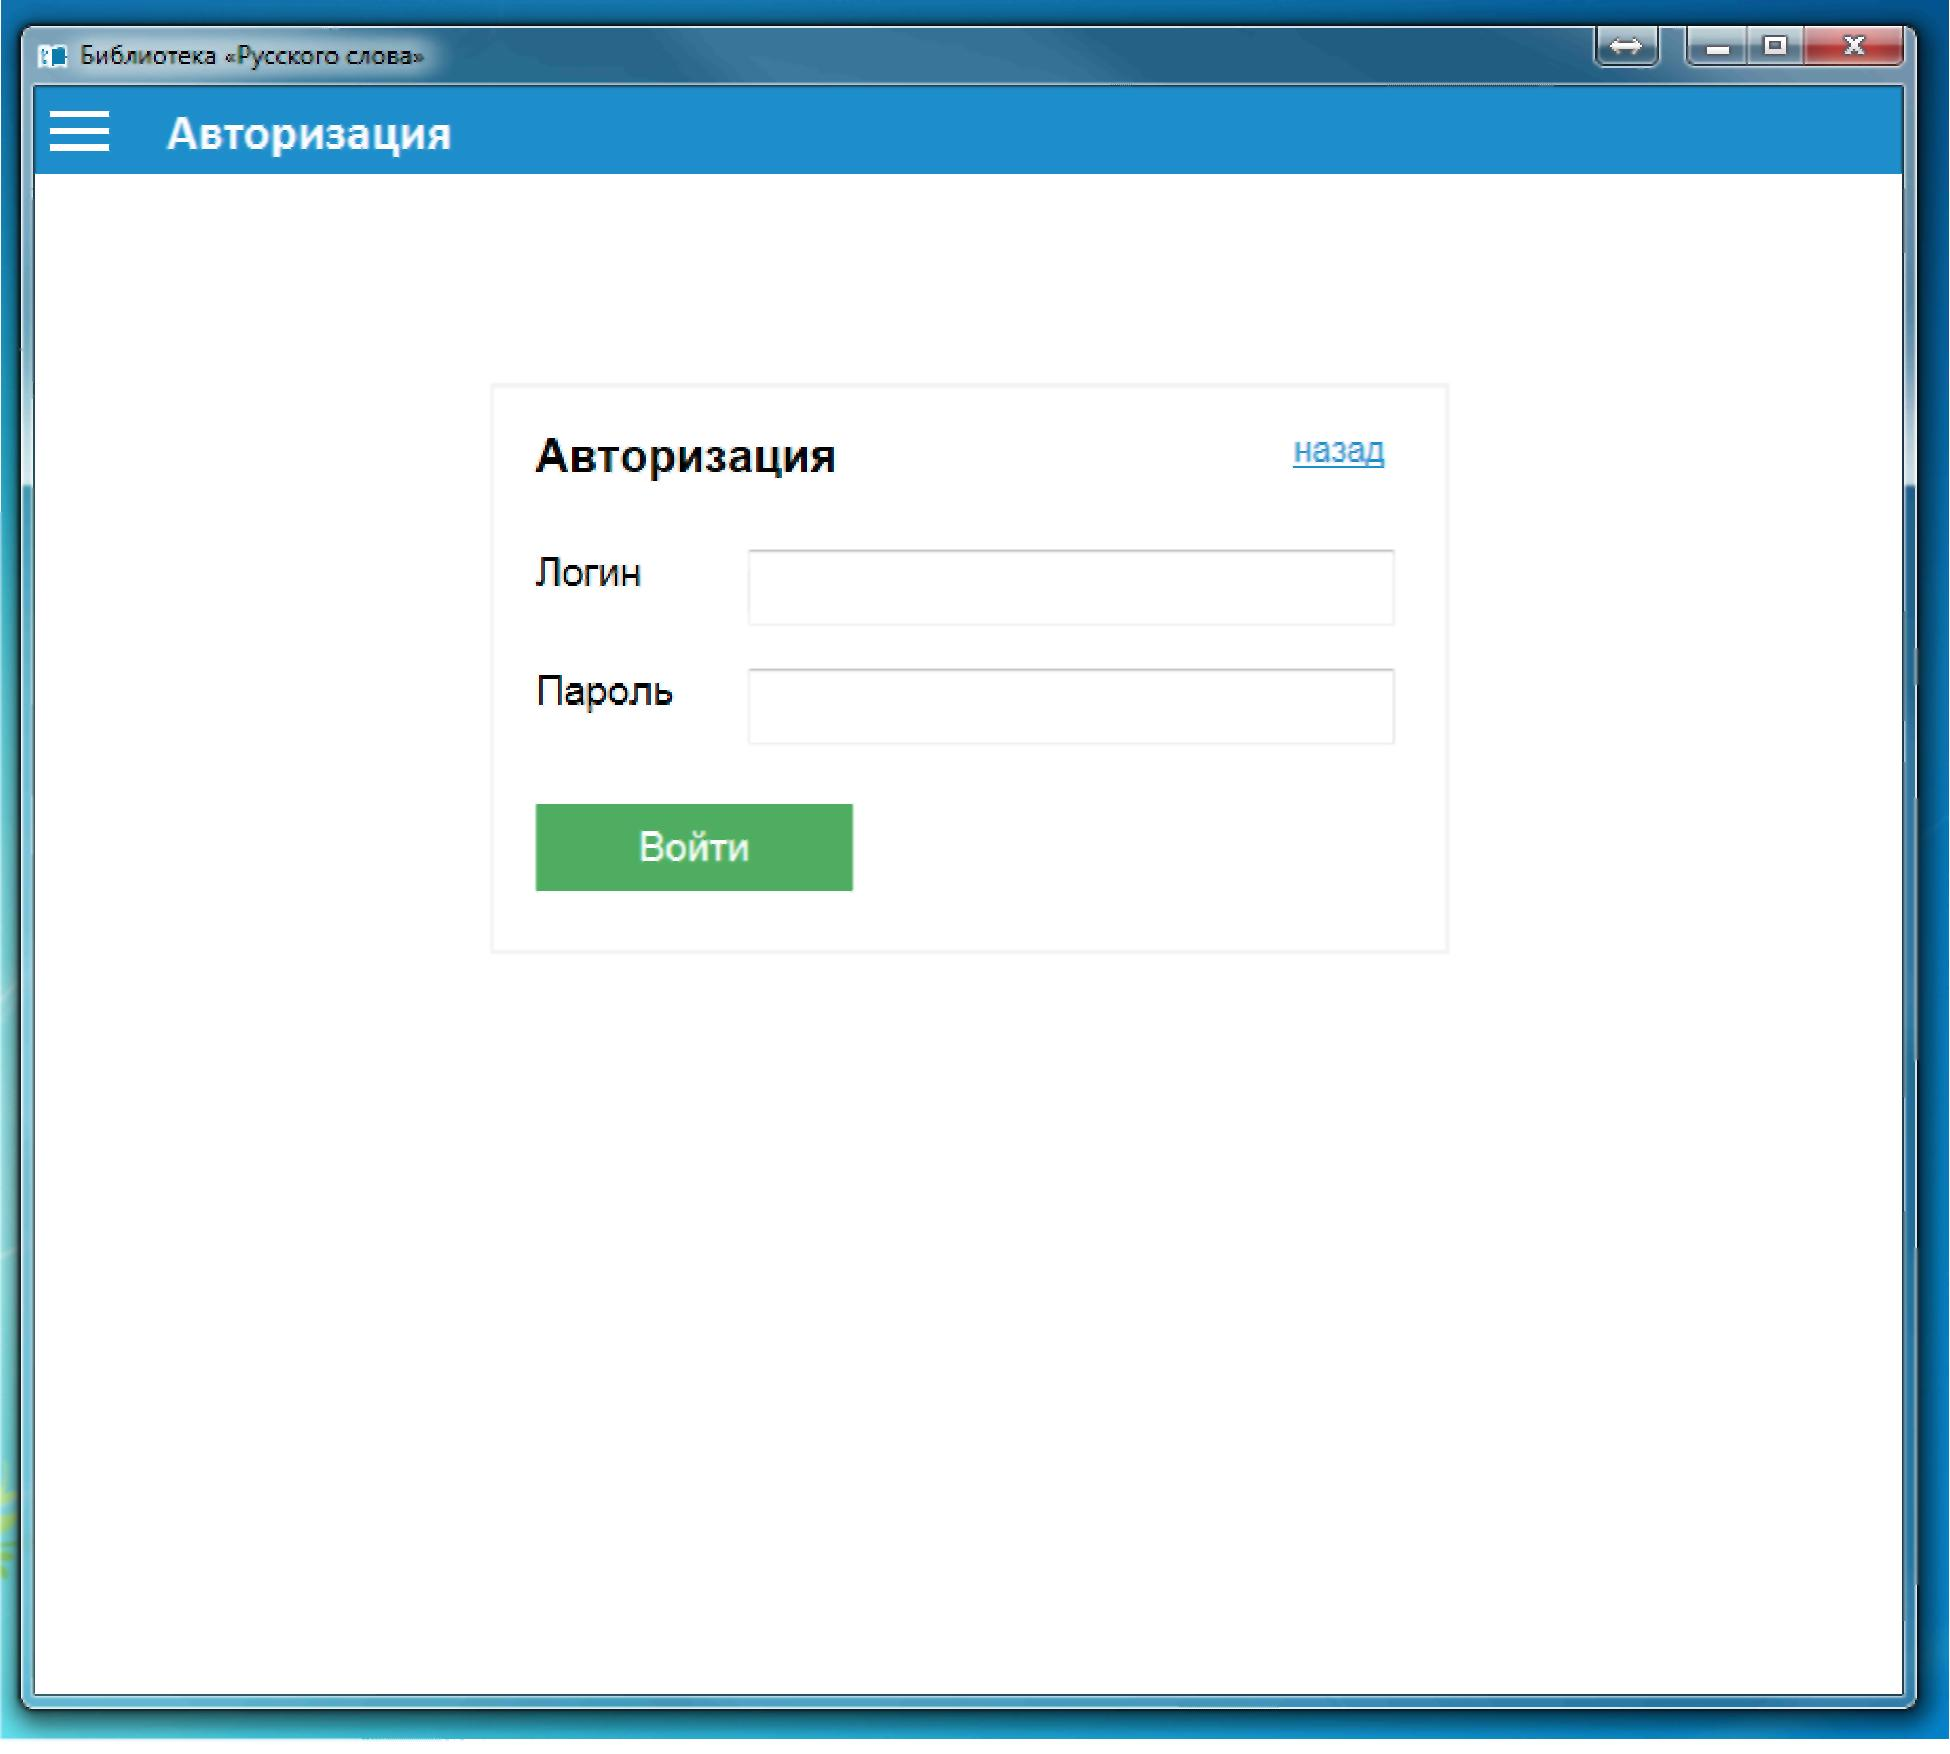 Библиотека «Русского слова»
Авторизация
Авторизация
назад
Логин
Пароль
Войти